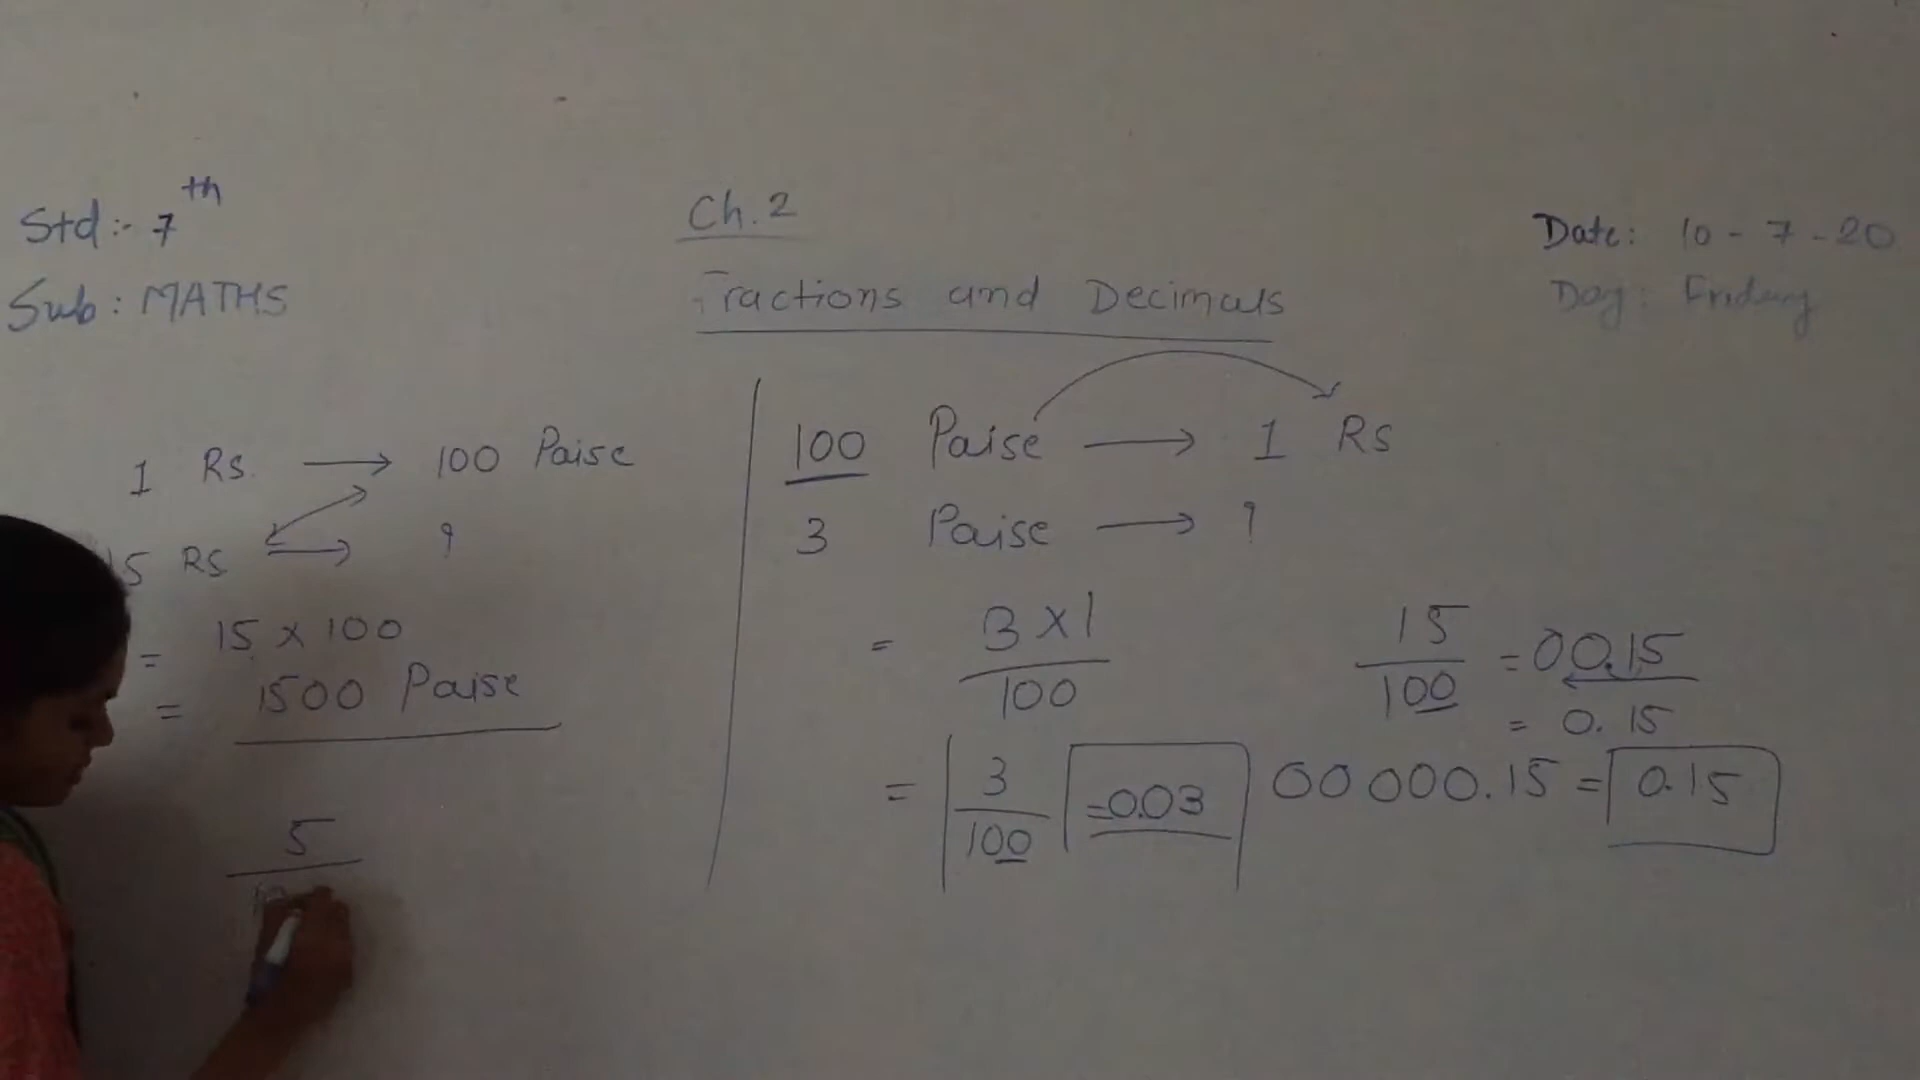 Std:- 7th
Sub: MATHS
Ch. 2
Fractions and Decimals
Date: 10 - 7 - 20
Day: Friday
1 Rs. → 100 Paise
15 Rs → ?
= 15 x 100
= 1500 Paise
5
100 Paise → 1 Rs
3 Paise → ?
= 3 x 1 / 100
= 3 / 100 = 0.03
15 / 100 = 00.15
= 0.15
00 000.15 = 0.15